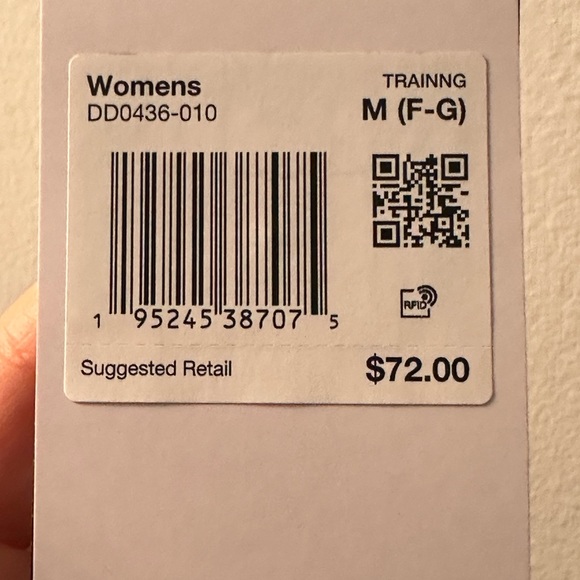 Womens
DD0436-010
TRAINNG
M (F-G)
1 95245 38707 5
RFID
Suggested Retail
$72.00